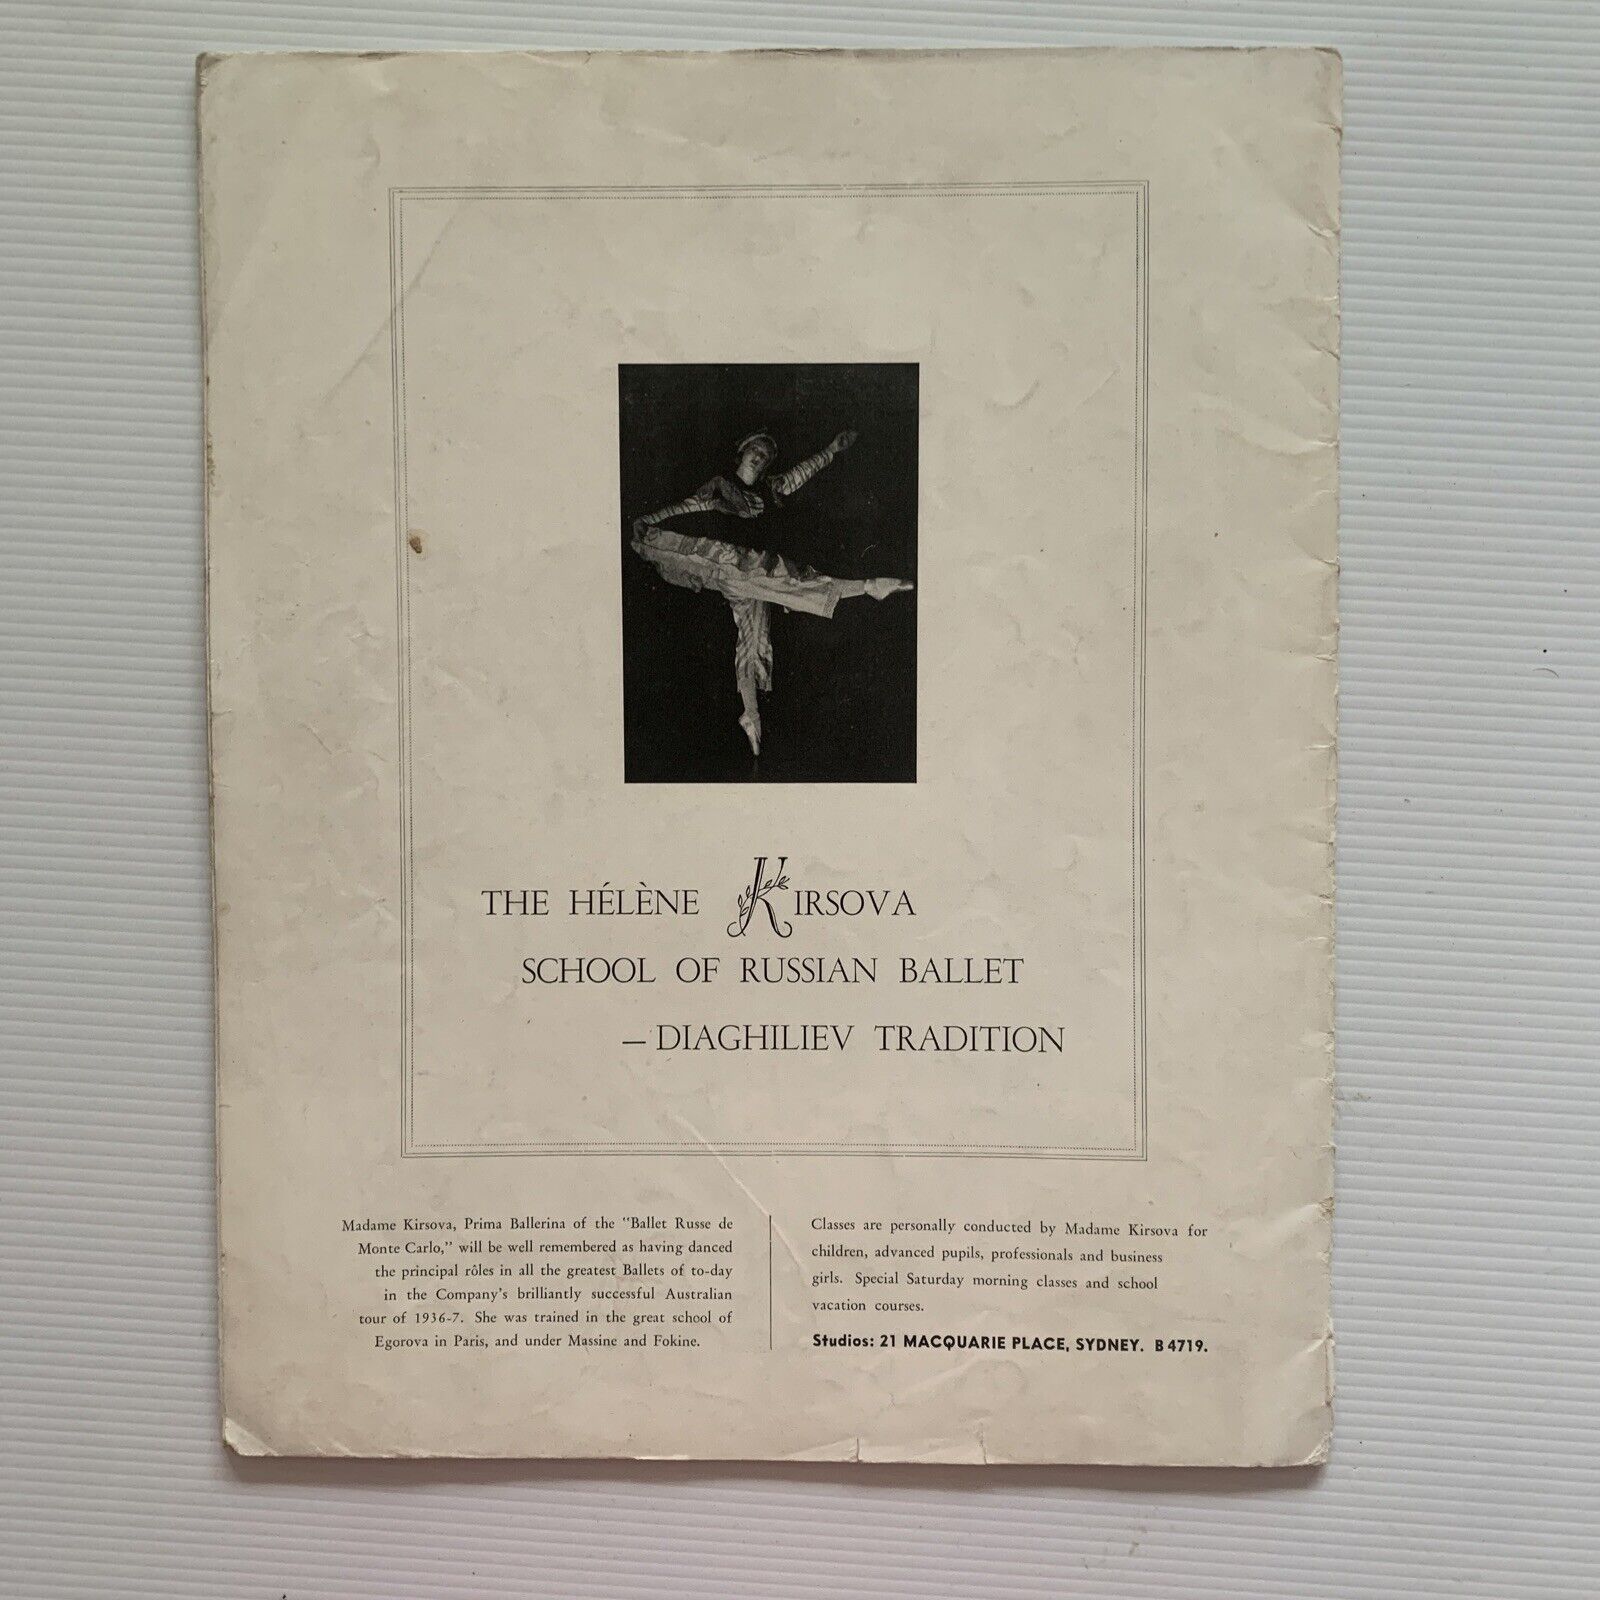 THE HÉLÈNE KIRSOVA
SCHOOL OF RUSSIAN BALLET
— DIAGHILIEV TRADITION
Madame Kirsova, Prima Ballerina of the "Ballet Russe de
Monte Carlo," will be well remembered as having danced
the principal rôles in all the greatest Ballets of to-day
in the Company's brilliantly successful Australian
tour of 1936-7. She was trained in the great school of
Egorova in Paris, and under Massine and Fokine.
Classes are personally conducted by Madame Kirsova for
children, advanced pupils, professionals and business
girls. Special Saturday morning classes and school
vacation courses.
Studios: 21 MACQUARIE PLACE, SYDNEY. B 4719.